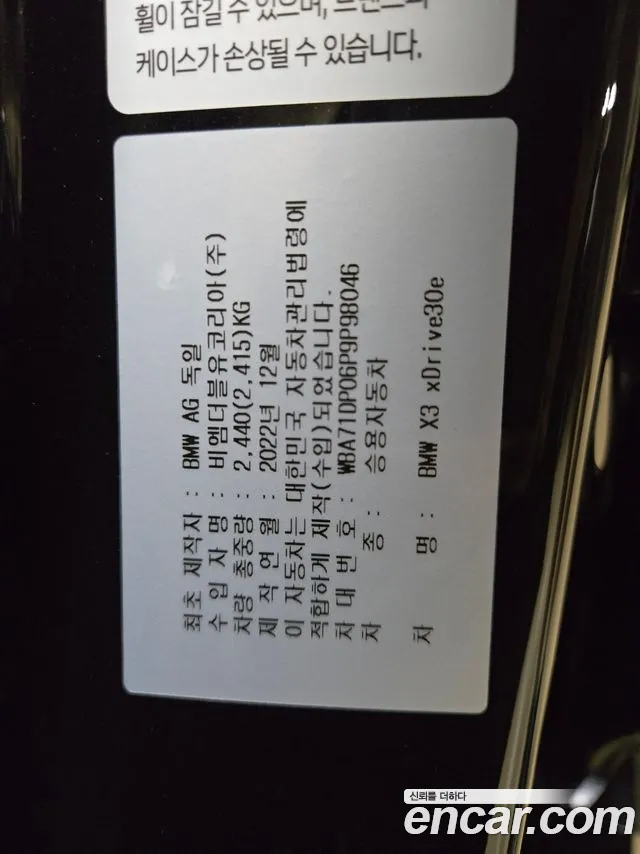 휠이 잠길 수 있으며,
케이스가 손상될 수 있습니다.
최초 제작자 : BMW AG 독일
수 입 자 명 : 비엠더블유코리아(주)
차량 총중량 : 2,440(2,415)KG
제 작 연 월 : 2022년 12월
이 자동차는 대한민국 자동차관리법령에
적합하게 제작(수입)되었습니다.
차 대 번 호 : WBA71DP06P9P98046
차 종 : 승용자동차
차 명 : BMW X3 xDrive30e
신뢰를 더하다
encar.com